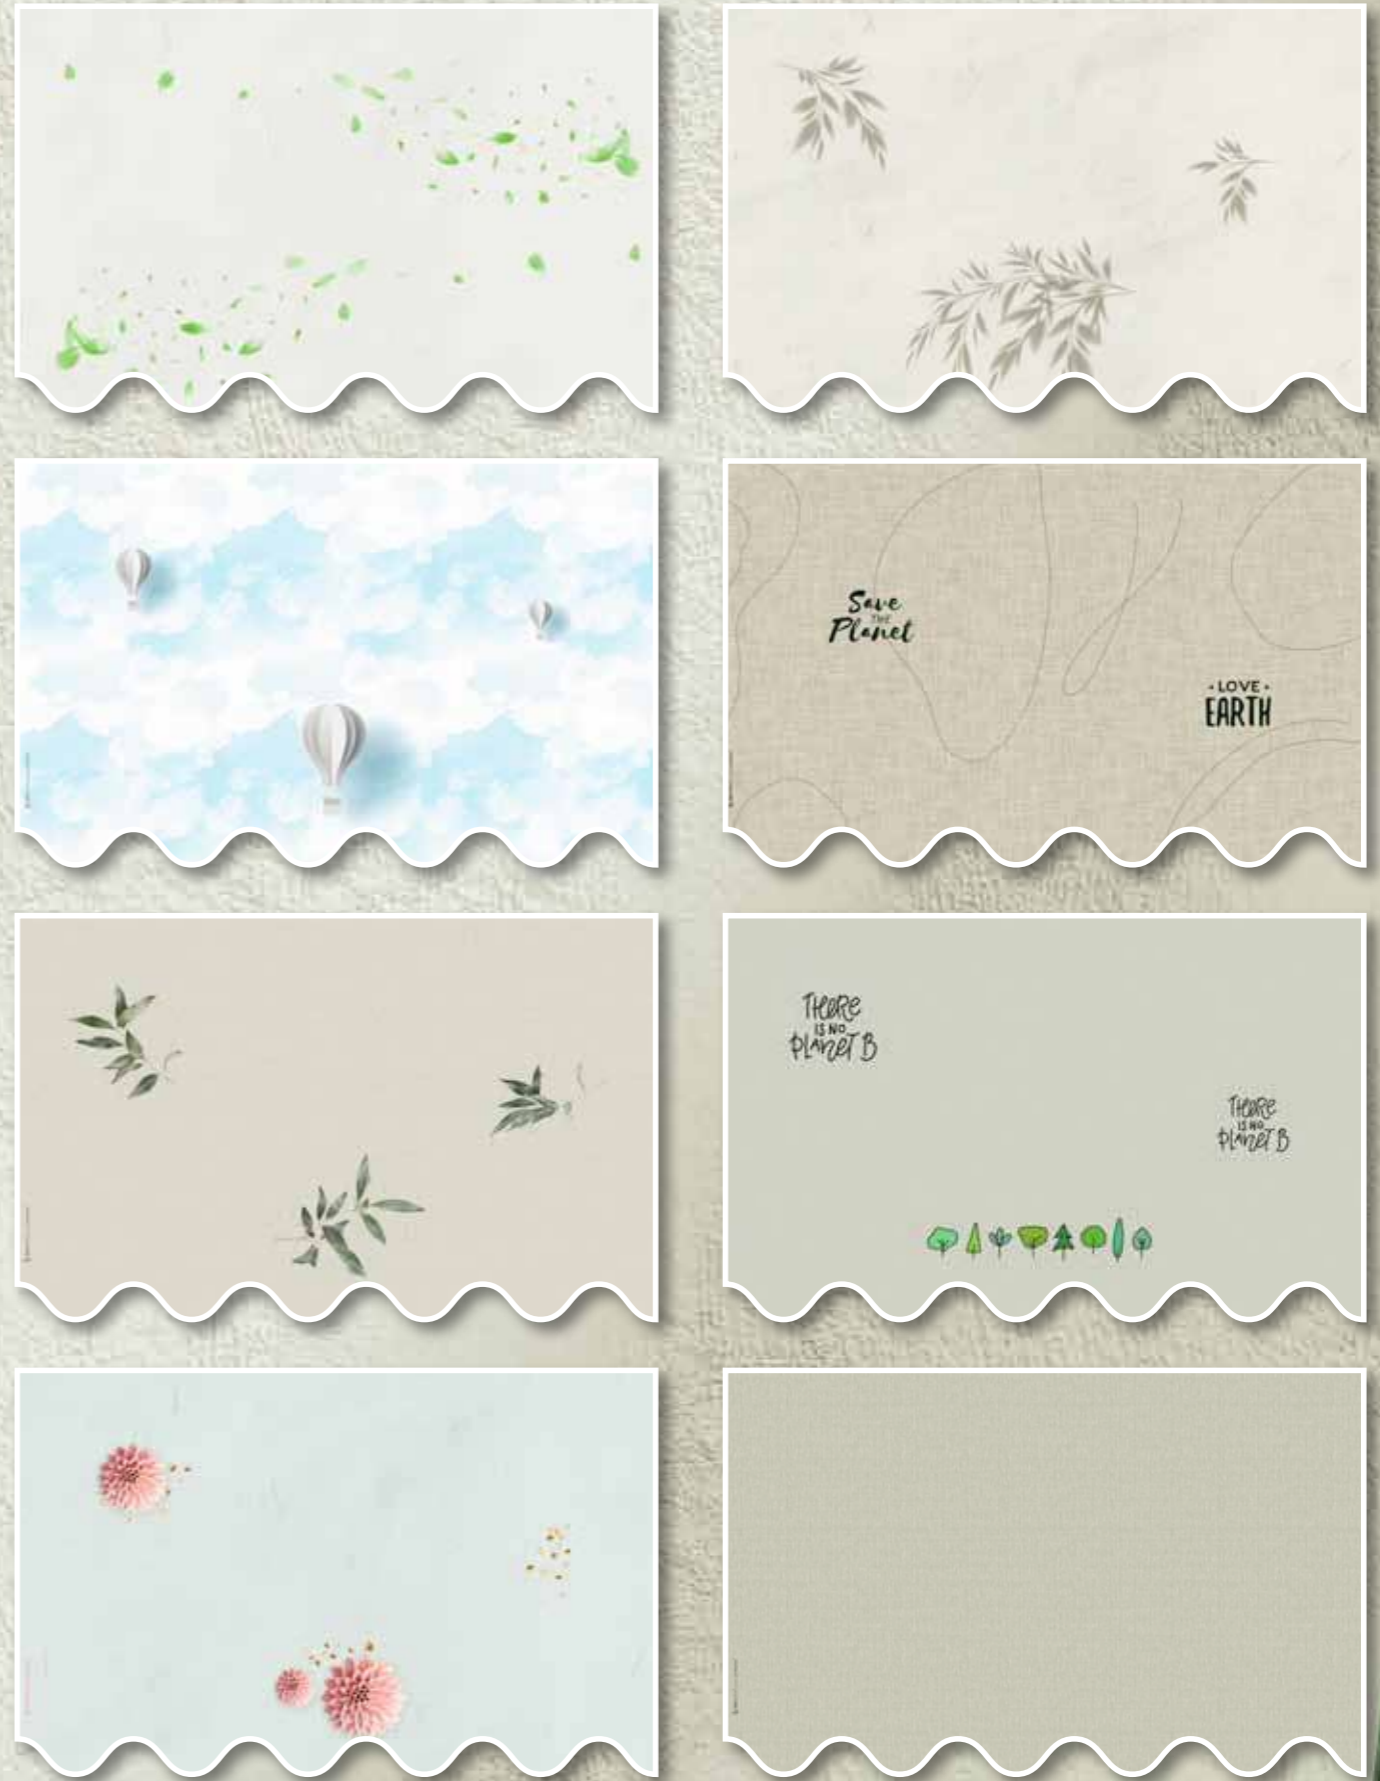 Save
THE
Planet
• LOVE •
EARTH
THERE
IS NO
PLANET B
THERE
IS NO
PLANET B